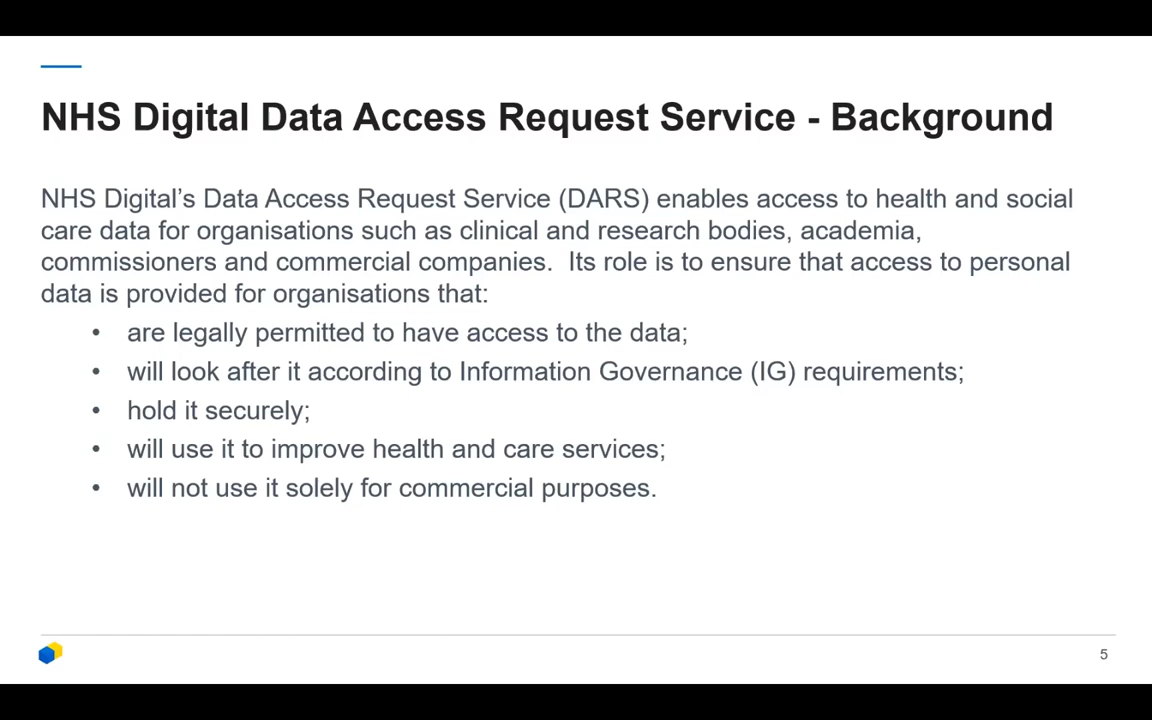 NHS Digital Data Access Request Service - Background
NHS Digital’s Data Access Request Service (DARS) enables access to health and social
care data for organisations such as clinical and research bodies, academia,
commissioners and commercial companies.  Its role is to ensure that access to personal
data is provided for organisations that:
• are legally permitted to have access to the data;
• will look after it according to Information Governance (IG) requirements;
• hold it securely;
• will use it to improve health and care services;
• will not use it solely for commercial purposes.
5